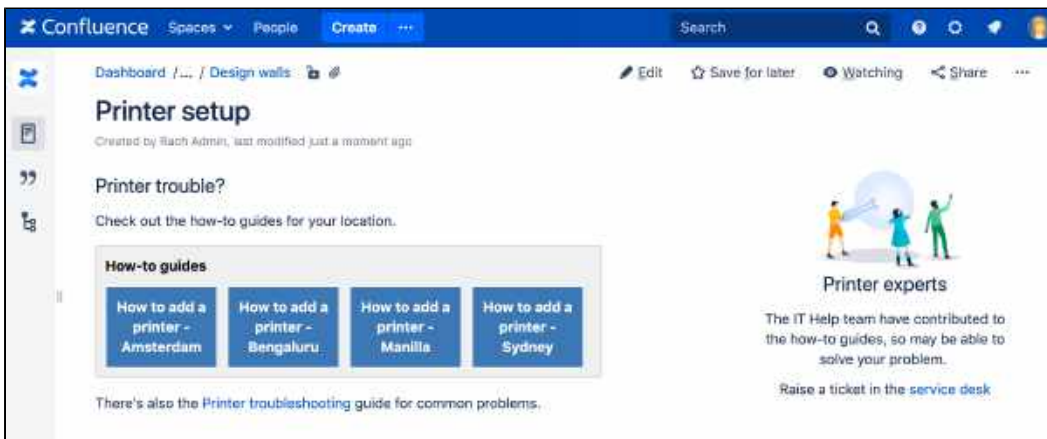 Confluence Spaces People Create ... Search
Dashboard /... / Design walls Edit Save for later Watching Share ...
Printer setup
Created by Rach Admin, last modified just a moment ago
Printer trouble?
Check out the how-to guides for your location.
How-to guides
How to add a
printer -
Amsterdam
How to add a
printer -
Bengaluru
How to add a
printer -
Manilla
How to add a
printer -
Sydney
There's also the Printer troubleshooting guide for common problems.
Printer experts
The IT Help team have contributed to
the how-to guides, so may be able to
solve your problem.
Raise a ticket in the service desk